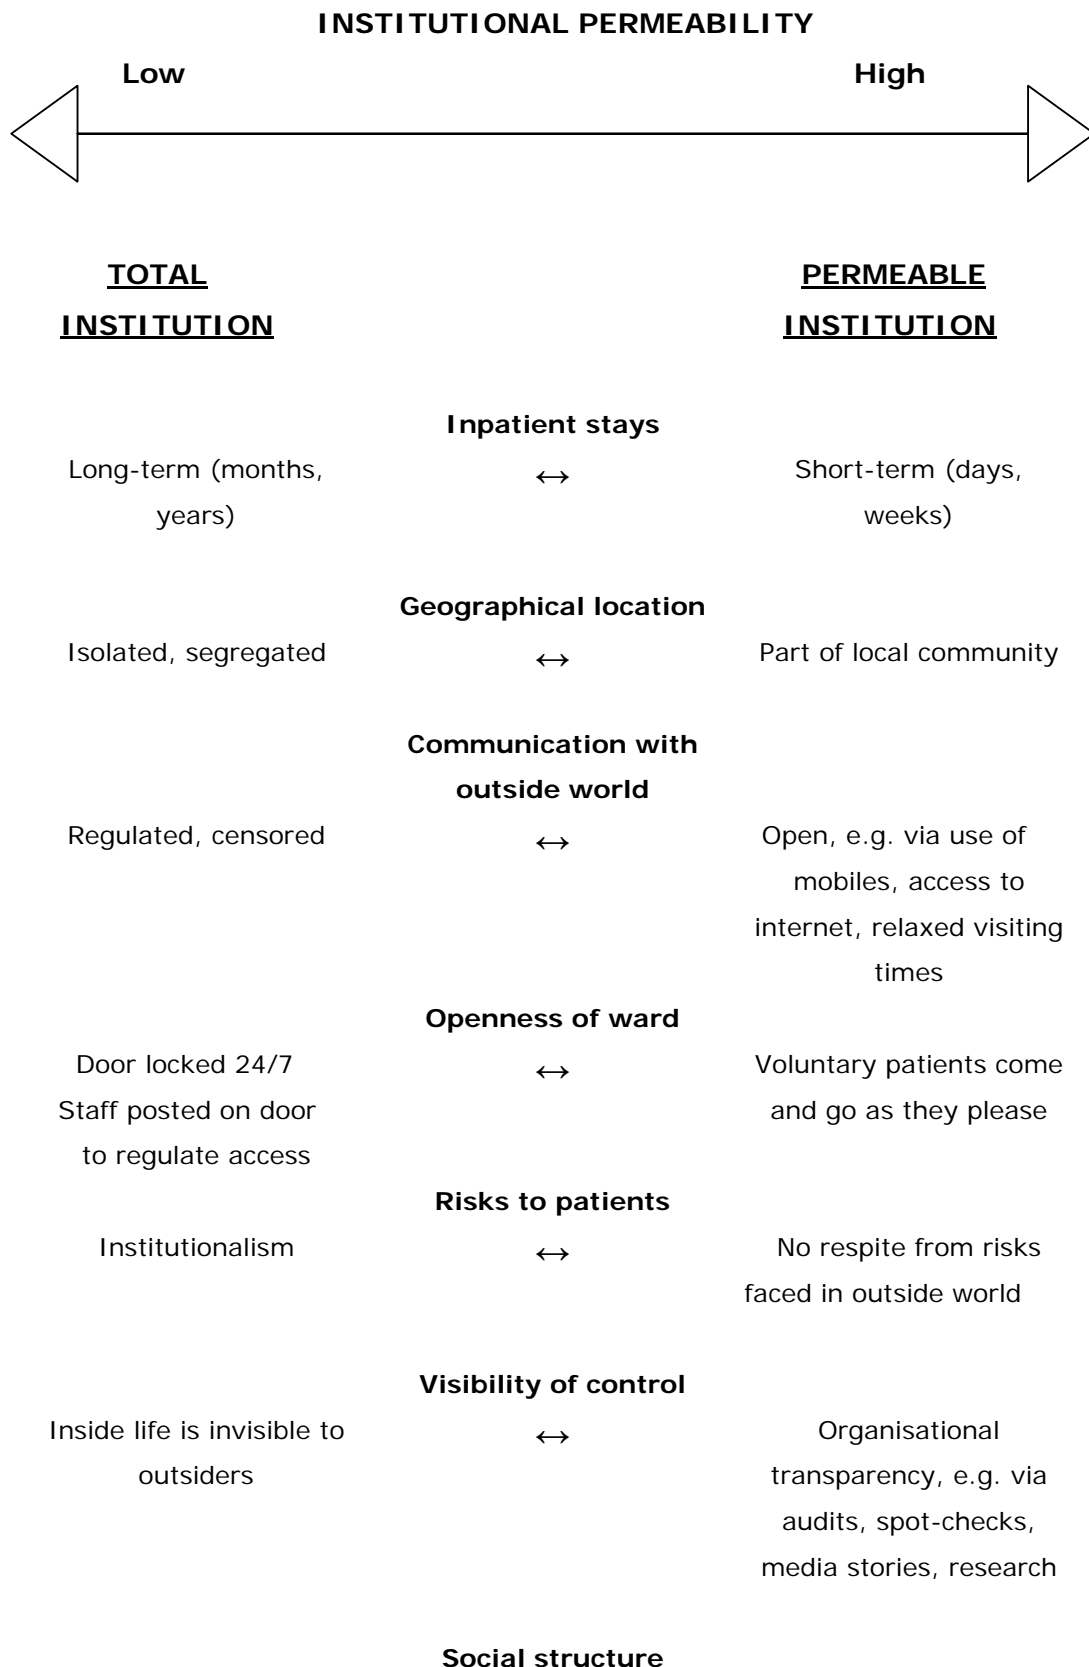 INSTITUTIONAL PERMEABILITY
Low High
TOTAL PERMEABLE
INSTITUTION INSTITUTION
Inpatient stays
Long-term (months, ↔ Short-term (days,
years) weeks)
Geographical location
Isolated, segregated ↔ Part of local community
Communication with
outside world
Regulated, censored ↔ Open, e.g. via use of
mobiles, access to
internet, relaxed visiting
times
Openness of ward
Door locked 24/7 ↔ Voluntary patients come
Staff posted on door and go as they please
to regulate access
Risks to patients
Institutionalism ↔ No respite from risks
faced in outside world
Visibility of control
Inside life is invisible to ↔ Organisational
outsiders transparency, e.g. via
audits, spot-checks,
media stories, research
Social structure